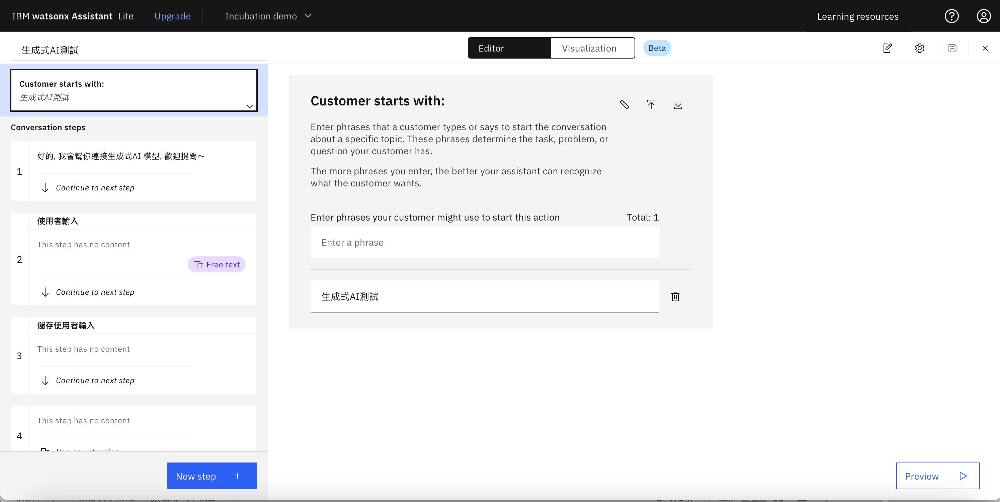 IBM watsonx Assistant Lite Upgrade Incubation demo Learning resources
生成式AI測試
Editor Visualization Beta
Customer starts with:
生成式AI測試
Conversation steps
1
好的, 我會幫你連接生成式AI 模型, 歡迎提問～
Continue to next step
2
使用者輸入
This step has no content
Free text
Continue to next step
3
儲存使用者輸入
This step has no content
Continue to next step
4
This step has no content
Use an extension
New step
Customer starts with:
Enter phrases that a customer types or says to start the conversation
about a specific topic. These phrases determine the task, problem, or
question your customer has.
The more phrases you enter, the better your assistant can recognize
what the customer wants.
Enter phrases your customer might use to start this action Total: 1
Enter a phrase
生成式AI測試
Preview